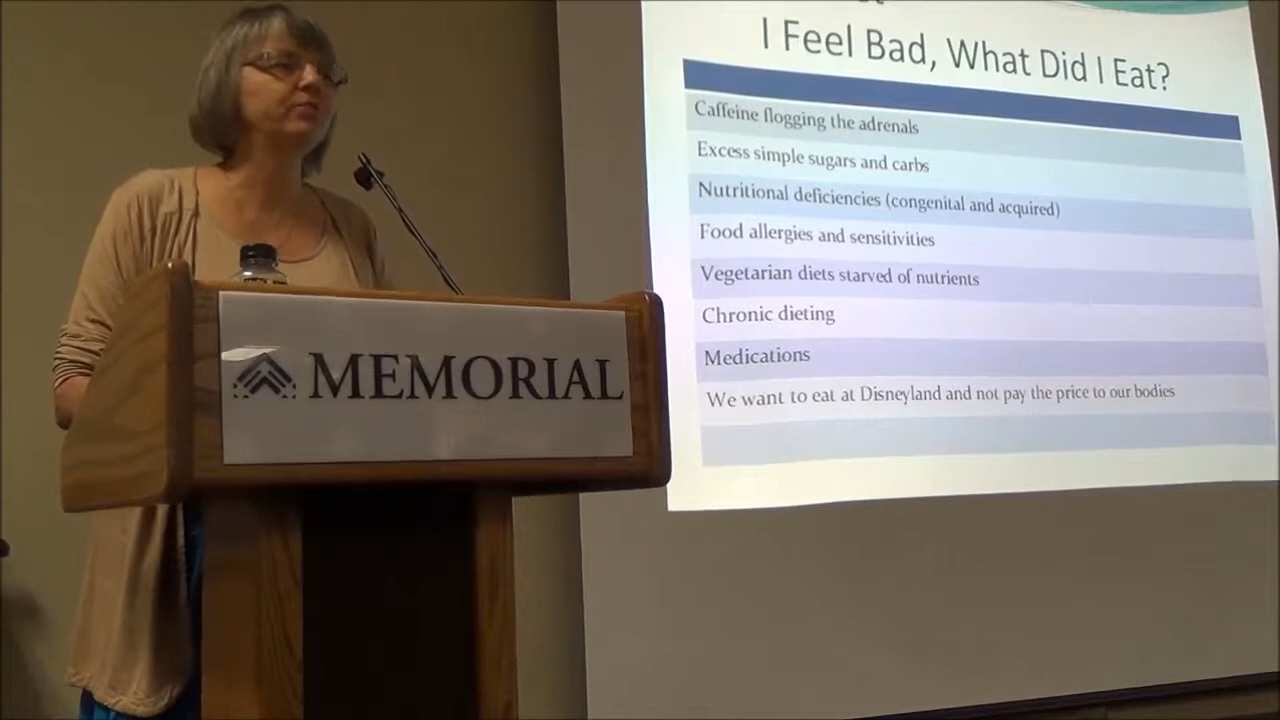 I Feel Bad, What Did I Eat?
Caffeine flogging the adrenals
Excess simple sugars and carbs
Nutritional deficiencies (congenital and acquired)
Food allergies and sensitivities
Vegetarian diets starved of nutrients
Chronic dieting
Medications
We want to eat at Disneyland and not pay the price to our bodies
MEMORIAL